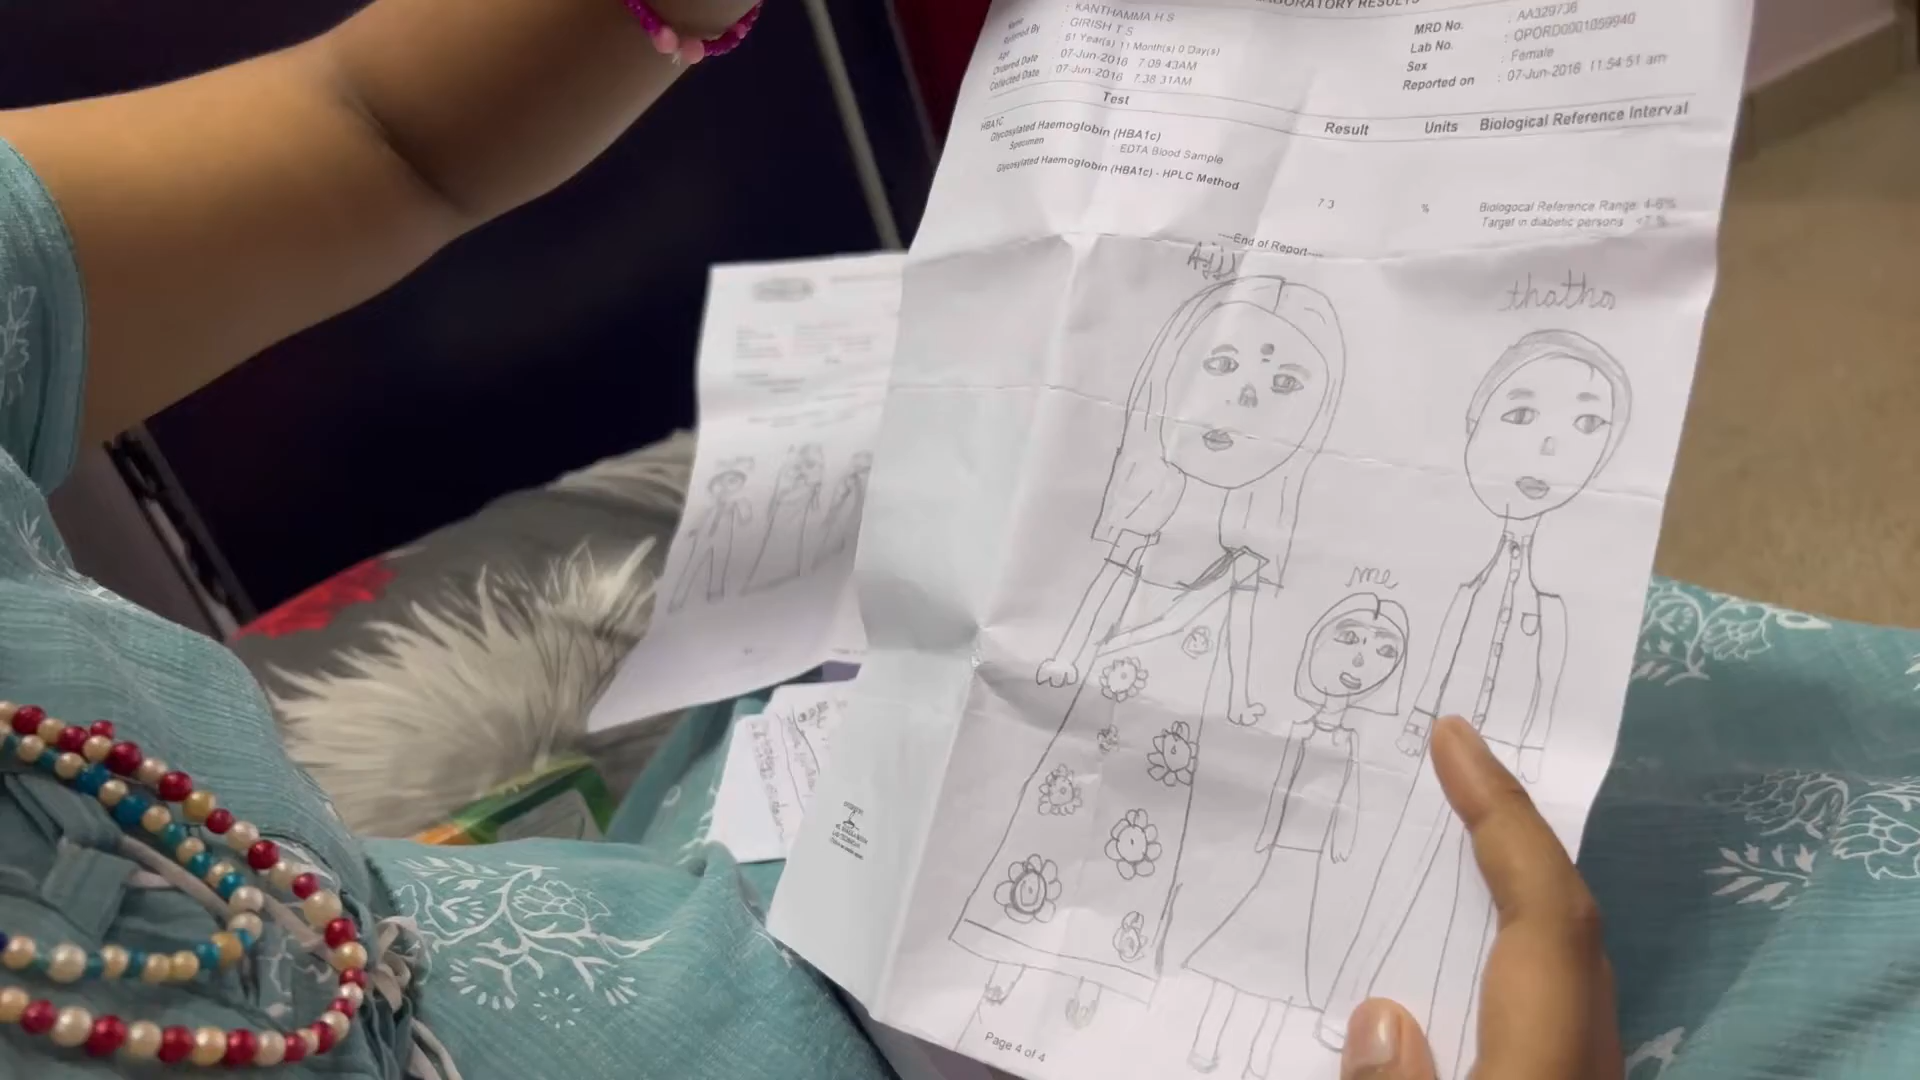 LABORATORY RESULTS
Name : KANTHAMMA H S
Referred By : GIRISH T S
Age : 61 Year(s) 11 Month(s) 0 Day(s)
Ordered Date : 07-Jun-2016 7:09:43AM
Collected Date : 07-Jun-2016 7.38.31AM
MRD No. : AA329736
Lab No. : OPORD0001059940
Sex : Female
Reported on : 07-Jun-2016 11:54:51 am
Test Result Units Biological Reference Interval
HBA1C
Glycosylated Haemoglobin (HBA1c)
Specimen : EDTA Blood Sample
Glycosylated Haemoglobin (HBA1c) - HPLC Method 7.3 % Biologocal Reference Range: 4-6%
Target in diabetic persons <7 %
----End of Report----
Ajji
thatha
me
Page 4 of 4